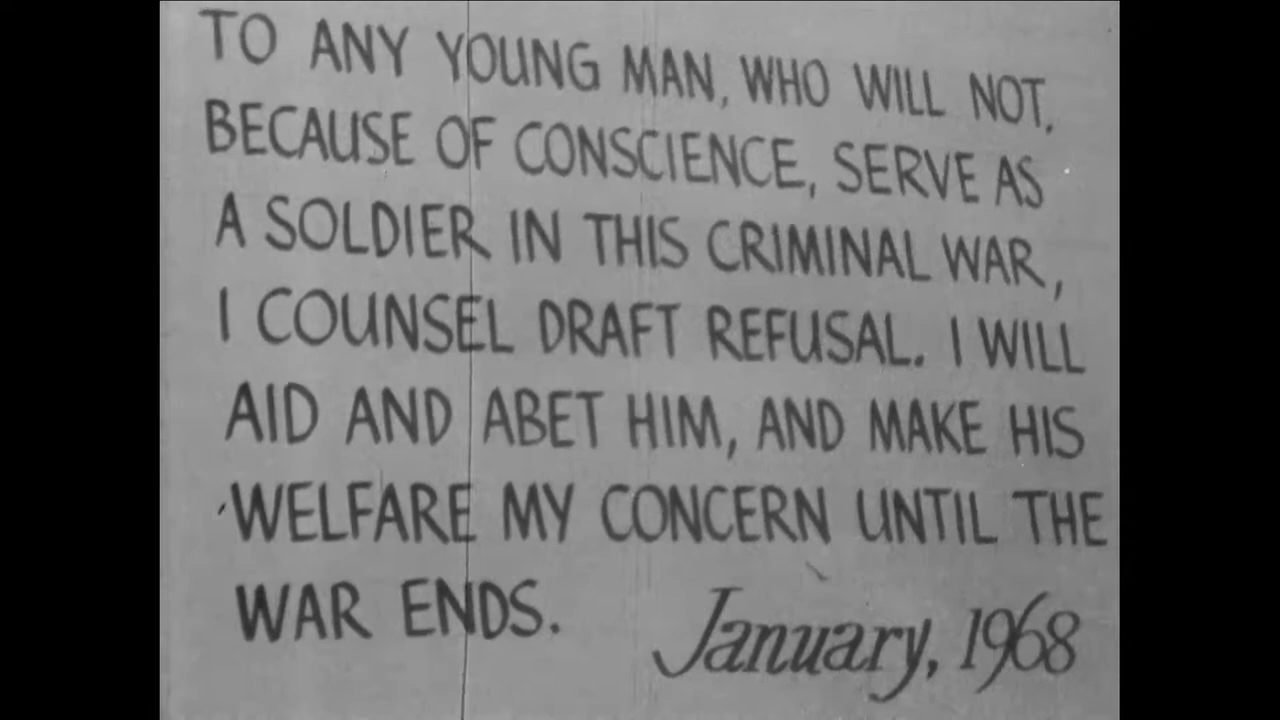 TO ANY YOUNG MAN, WHO WILL NOT,
BECAUSE OF CONSCIENCE, SERVE AS
A SOLDIER IN THIS CRIMINAL WAR,
I COUNSEL DRAFT REFUSAL. I WILL
AID AND ABET HIM, AND MAKE HIS
WELFARE MY CONCERN UNTIL THE
WAR ENDS.
January, 1968